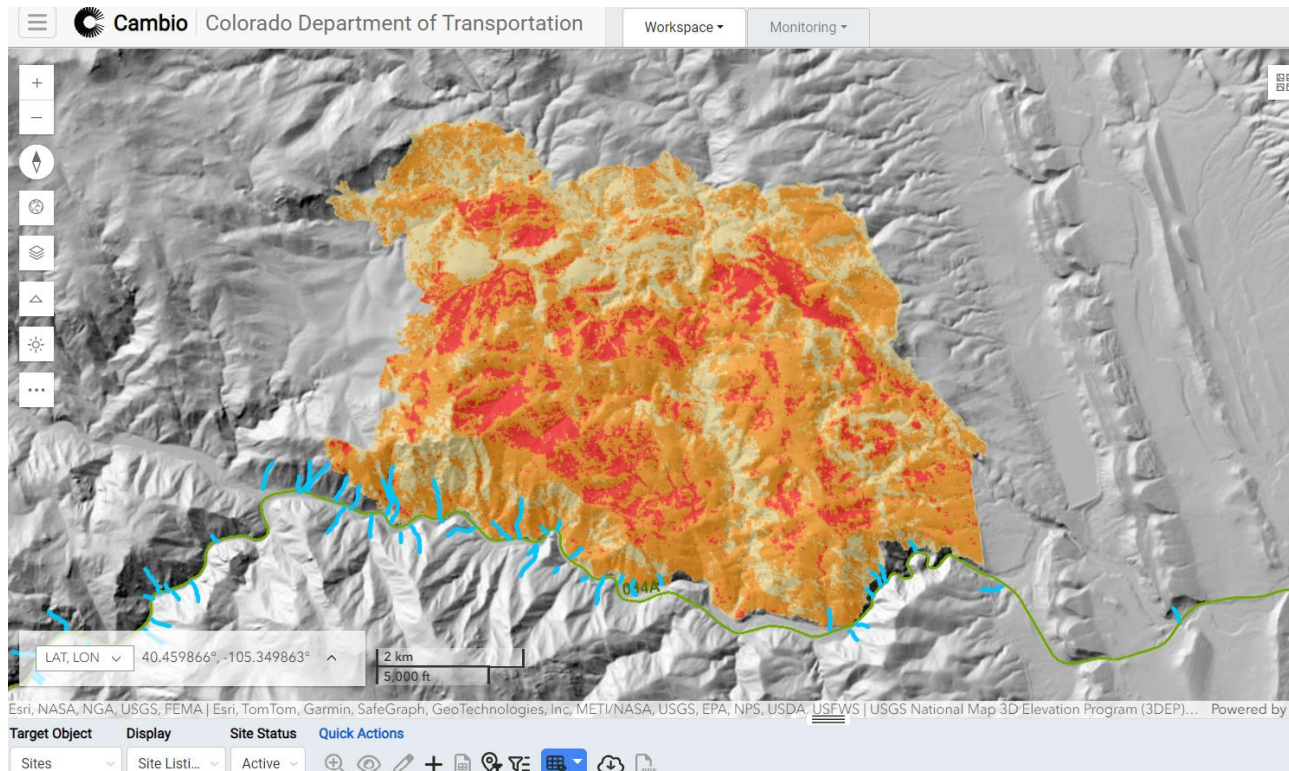 Cambio Colorado Department of Transportation Workspace Monitoring
014A
LAT, LON 40.459866°, -105.349863°
2 km
5,000 ft
Esri, NASA, NGA, USGS, FEMA | Esri, TomTom, Garmin, SafeGraph, GeoTechnologies, Inc, METI/NASA, USGS, EPA, NPS, USDA, USFWS | USGS National Map 3D Elevation Program (3DEP)... Powered by
Target Object Display Site Status Quick Actions
Sites Site Listi... Active